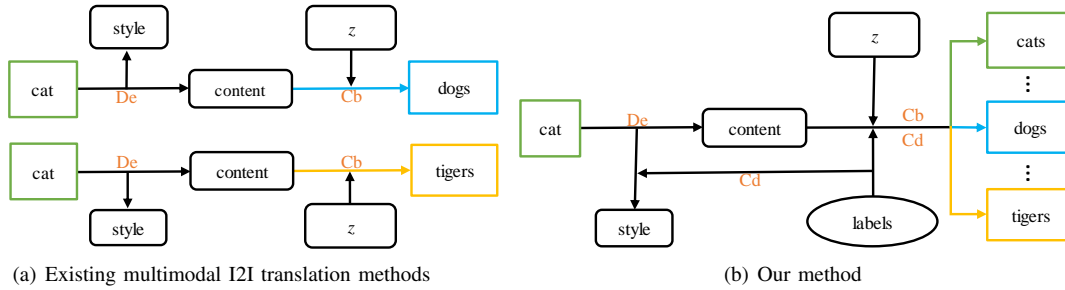 style
z
cat
De
content
Cb
dogs
cat
De
content
Cb
tigers
style
z
(a) Existing multimodal I2I translation methods
z
cats
cat
De
content
Cb
Cd
dogs
Cd
style
labels
tigers
(b) Our method